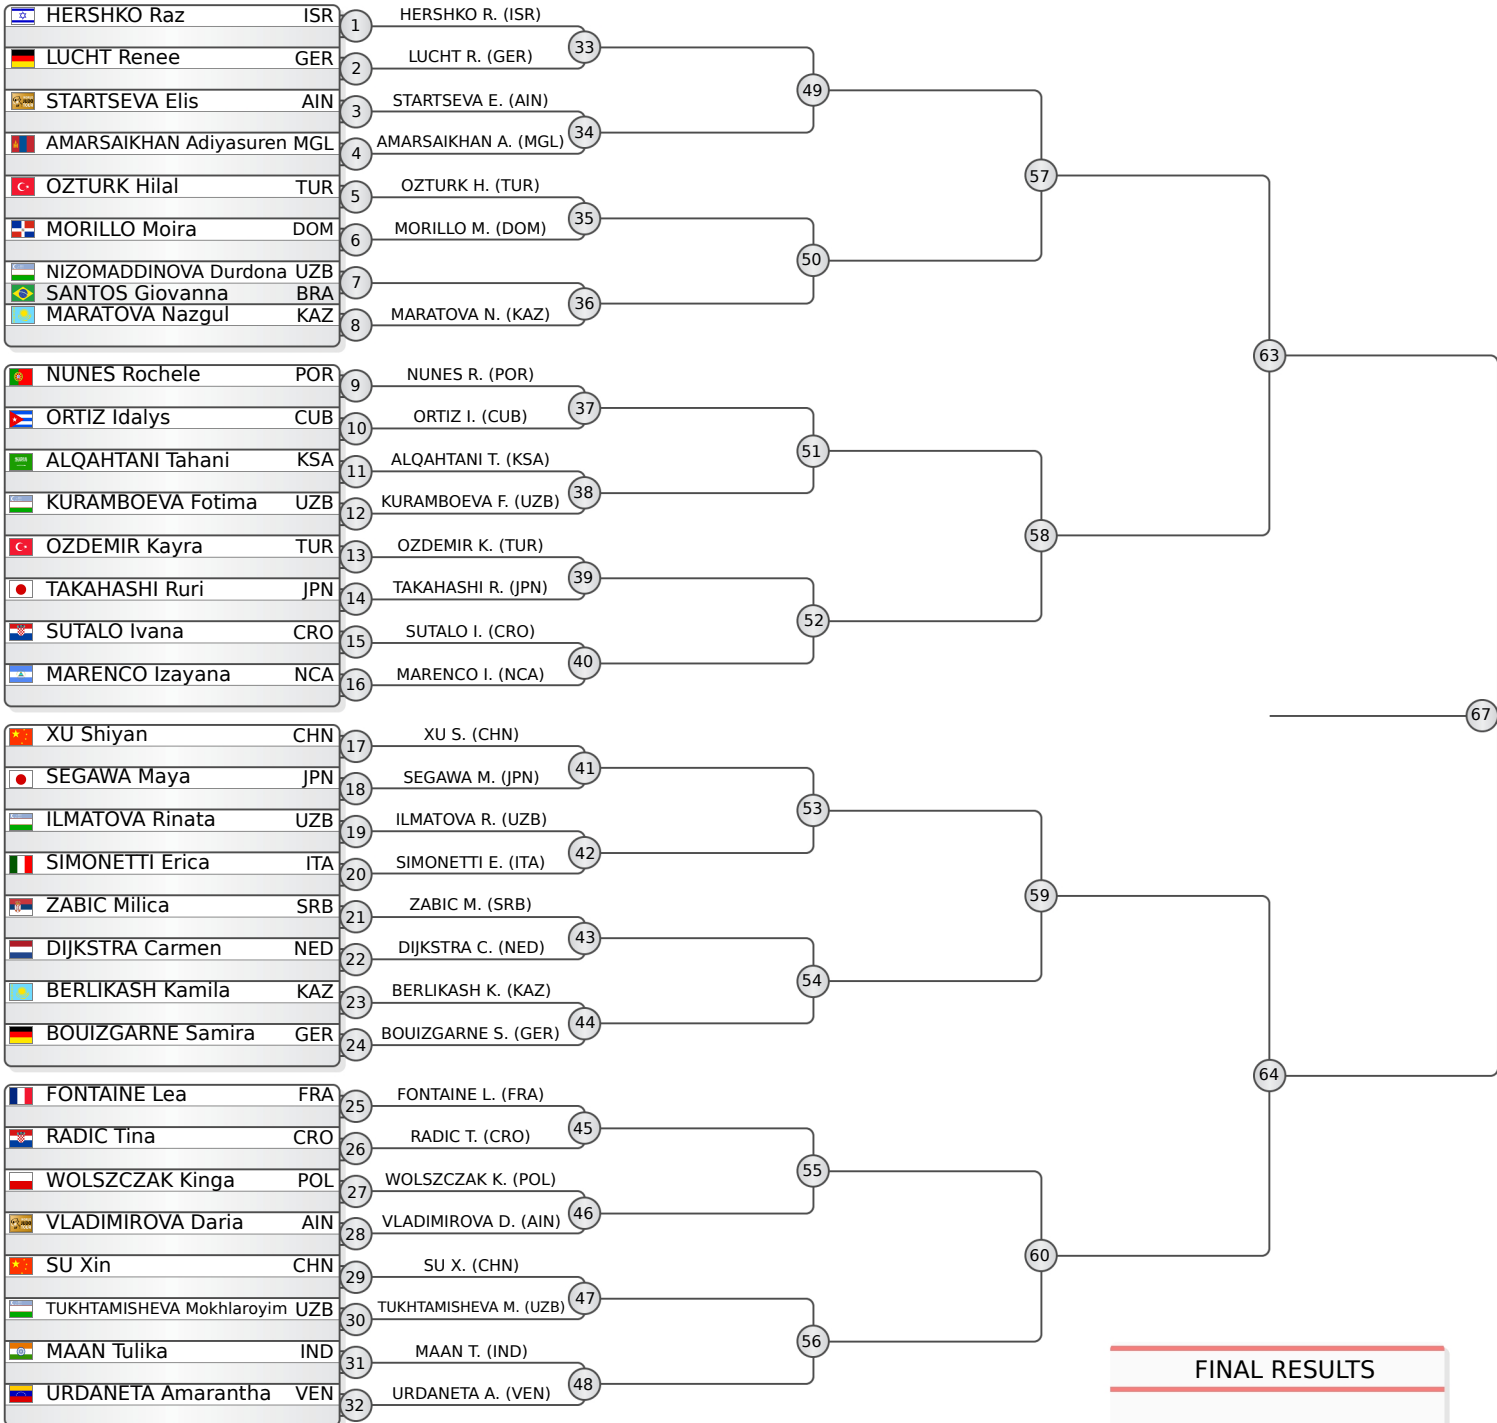 HERSHKO Raz ISR 1 HERSHKO R. (ISR)
33
LUCHT Renee GER 2 LUCHT R. (GER)
49
STARTSEVA Elis AIN 3 STARTSEVA E. (AIN)
34
AMARSAIKHAN Adiyasuren MGL 4 AMARSAIKHAN A. (MGL)
57
OZTURK Hilal TUR 5 OZTURK H. (TUR)
35
MORILLO Moira DOM 6 MORILLO M. (DOM)
50
NIZOMADDINOVA Durdona UZB 7
SANTOS Giovanna BRA
36
MARATOVA Nazgul KAZ 8 MARATOVA N. (KAZ)
63
NUNES Rochele POR 9 NUNES R. (POR)
37
ORTIZ Idalys CUB 10 ORTIZ I. (CUB)
51
ALQAHTANI Tahani KSA 11 ALQAHTANI T. (KSA)
38
KURAMBOEVA Fotima UZB 12 KURAMBOEVA F. (UZB)
58
OZDEMIR Kayra TUR 13 OZDEMIR K. (TUR)
39
TAKAHASHI Ruri JPN 14 TAKAHASHI R. (JPN)
52
SUTALO Ivana CRO 15 SUTALO I. (CRO)
40
MARENCO Izayana NCA 16 MARENCO I. (NCA)
67
XU Shiyan CHN 17 XU S. (CHN)
41
SEGAWA Maya JPN 18 SEGAWA M. (JPN)
53
ILMATOVA Rinata UZB 19 ILMATOVA R. (UZB)
42
SIMONETTI Erica ITA 20 SIMONETTI E. (ITA)
59
ZABIC Milica SRB 21 ZABIC M. (SRB)
43
DIJKSTRA Carmen NED 22 DIJKSTRA C. (NED)
54
BERLIKASH Kamila KAZ 23 BERLIKASH K. (KAZ)
44
BOUIZGARNE Samira GER 24 BOUIZGARNE S. (GER)
64
FONTAINE Lea FRA 25 FONTAINE L. (FRA)
45
RADIC Tina CRO 26 RADIC T. (CRO)
55
WOLSZCZAK Kinga POL 27 WOLSZCZAK K. (POL)
46
VLADIMIROVA Daria AIN 28 VLADIMIROVA D. (AIN)
60
SU Xin CHN 29 SU X. (CHN)
47
TUKHTAMISHEVA Mokhlaroyim UZB 30 TUKHTAMISHEVA M. (UZB)
56
MAAN Tulika IND 31 MAAN T. (IND)
48
URDANETA Amarantha VEN 32 URDANETA A. (VEN)
FINAL RESULTS